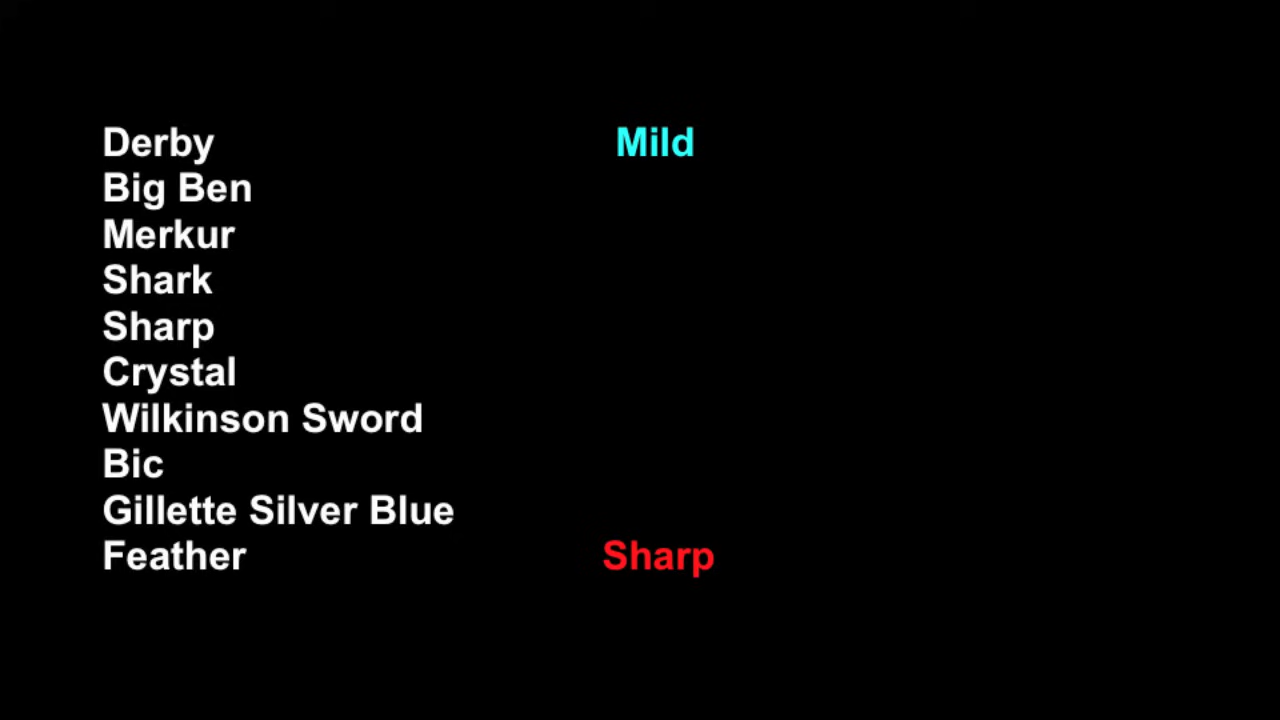 Derby Mild
Big Ben
Merkur
Shark
Sharp
Crystal
Wilkinson Sword
Bic
Gillette Silver Blue
Feather Sharp